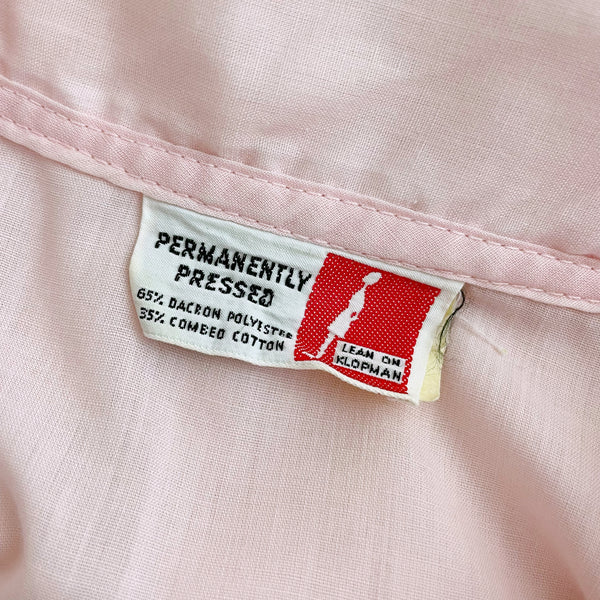 PERMANENTLY
PRESSED
65% DACRON POLYESTER
35% COMBED COTTON
LEAN ON
KLOPMAN